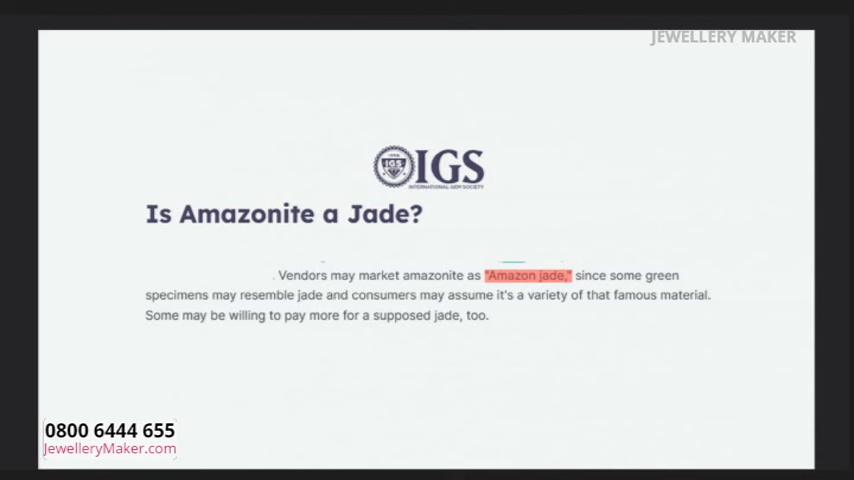 JEWELLERY MAKER
IGS
IGS
INTERNATIONAL GEM SOCIETY
Is Amazonite a Jade?
. Vendors may market amazonite as "Amazon jade," since some green
specimens may resemble jade and consumers may assume it's a variety of that famous material.
Some may be willing to pay more for a supposed jade, too.
0800 6444 655
JewelleryMaker.com